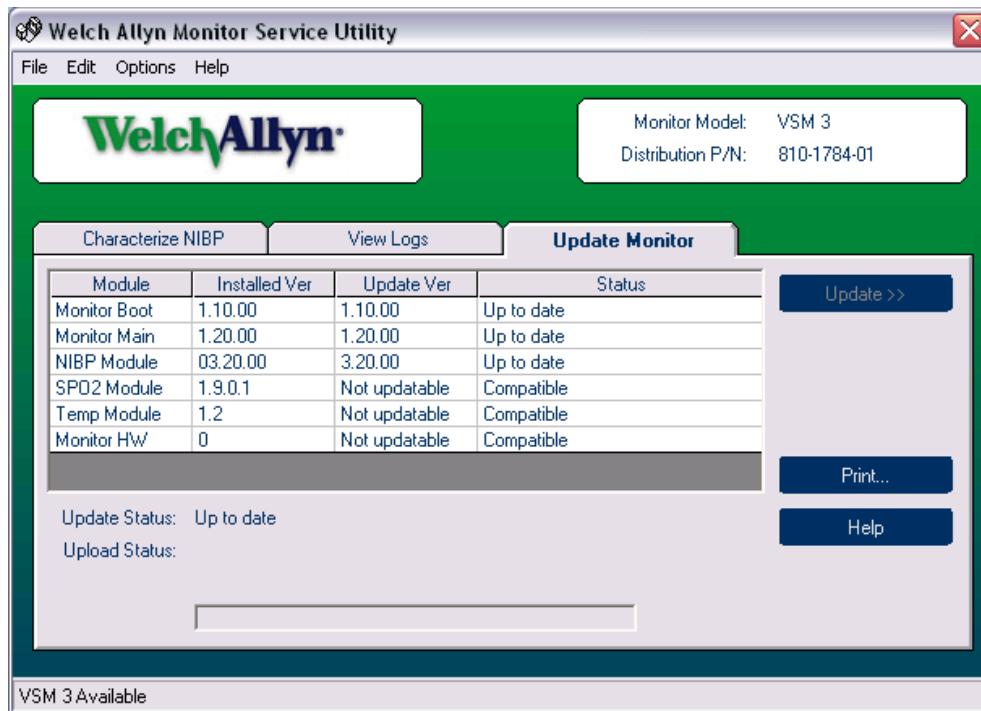 Welch Allyn Monitor Service Utility
File Edit Options Help
WelchAllyn
Monitor Model: VSM 3
Distribution P/N: 810-1784-01
Characterize NIBP View Logs Update Monitor
Module Installed Ver Update Ver Status
Monitor Boot 1.10.00 1.10.00 Up to date
Monitor Main 1.20.00 1.20.00 Up to date
NIBP Module 03.20.00 3.20.00 Up to date
SPO2 Module 1.9.0.1 Not updatable Compatible
Temp Module 1.2 Not updatable Compatible
Monitor HW 0 Not updatable Compatible
Update >>
Print...
Help
Update Status: Up to date
Upload Status:
VSM 3 Available